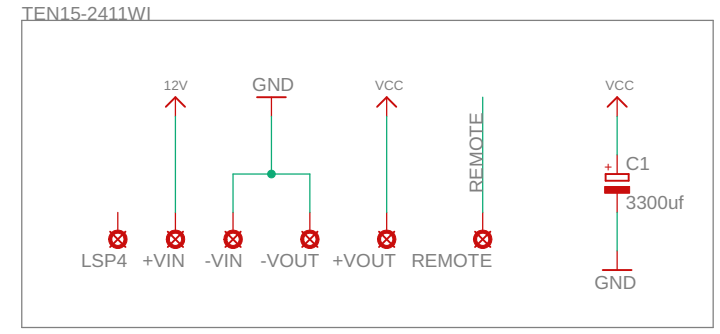 TEN15-2411WI
12V
GND
VCC
VCC
REMOTE
+
C1
3300uf
LSP4
+VIN
-VIN
-VOUT
+VOUT
REMOTE
GND